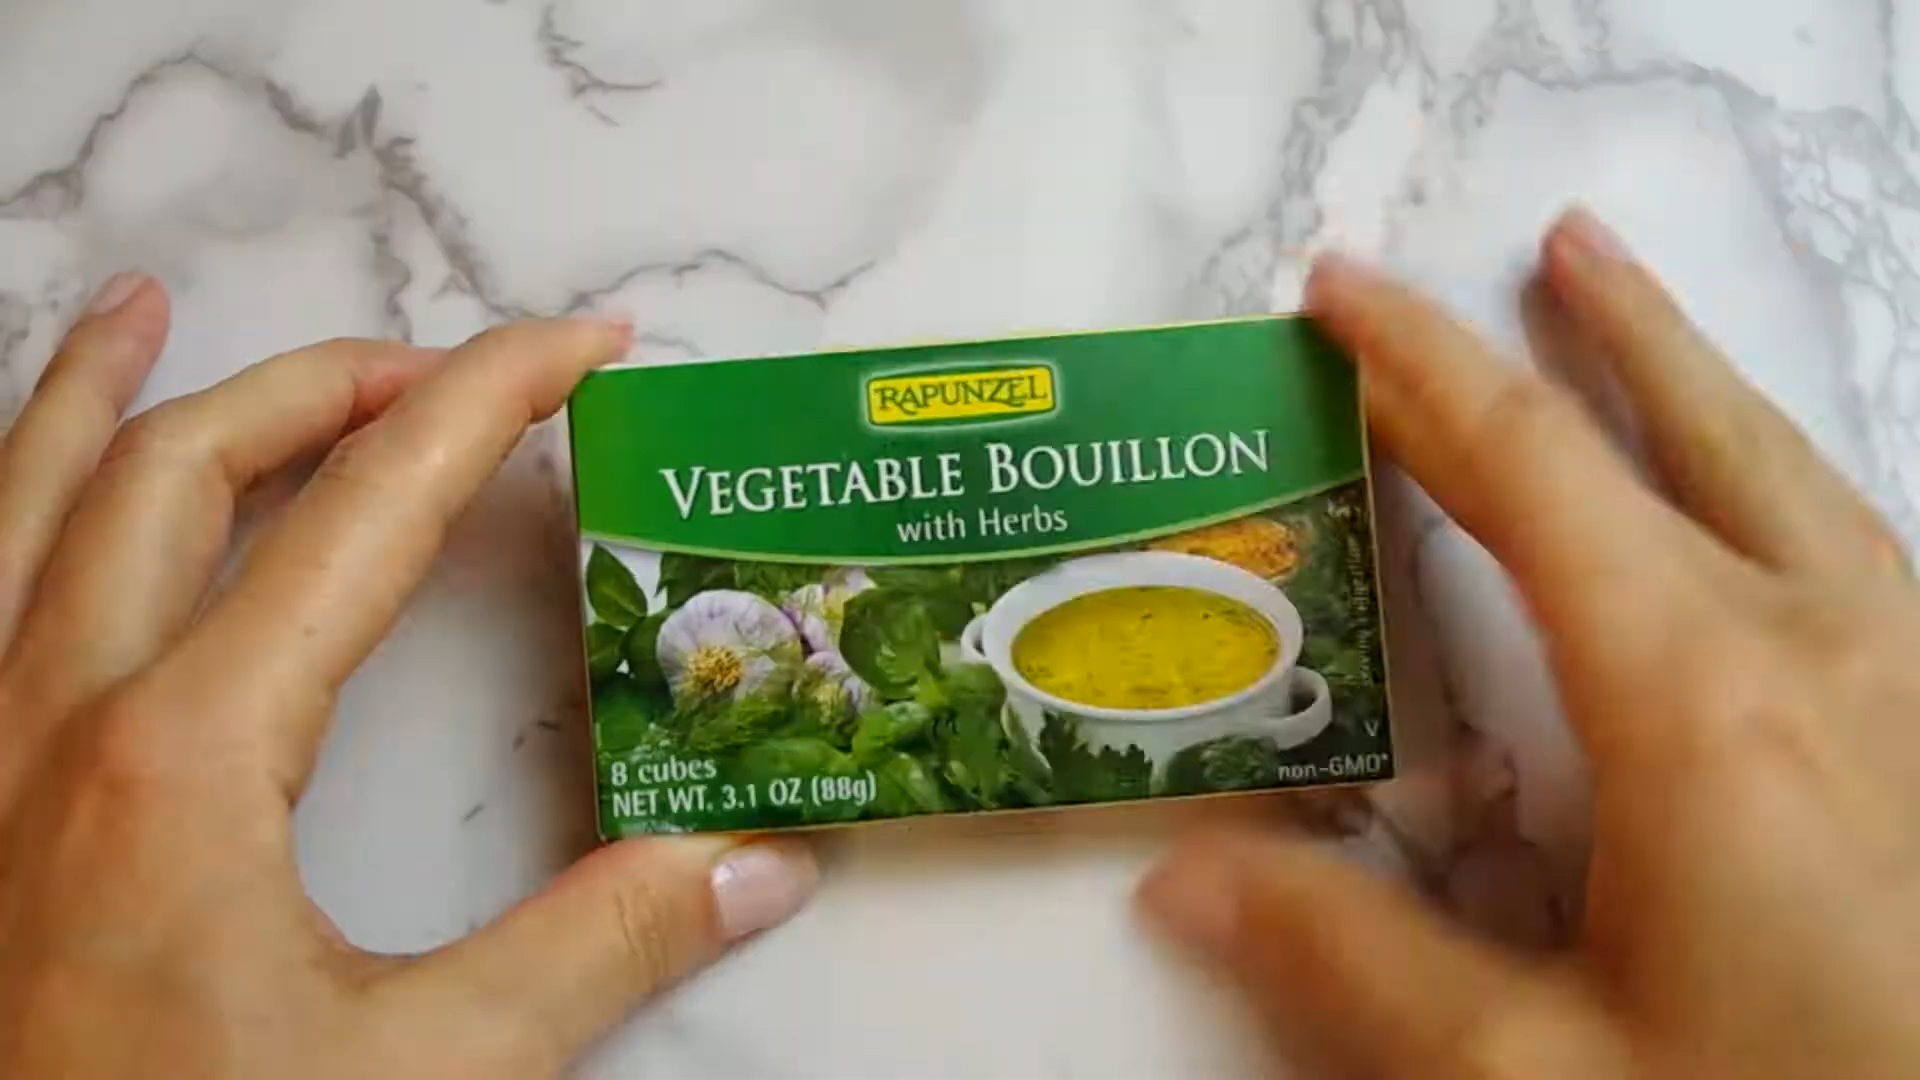 RAPUNZEL
VEGETABLE BOUILLON
with Herbs
8 cubes
NET WT. 3.1 OZ (88g)
V
non-GMO*